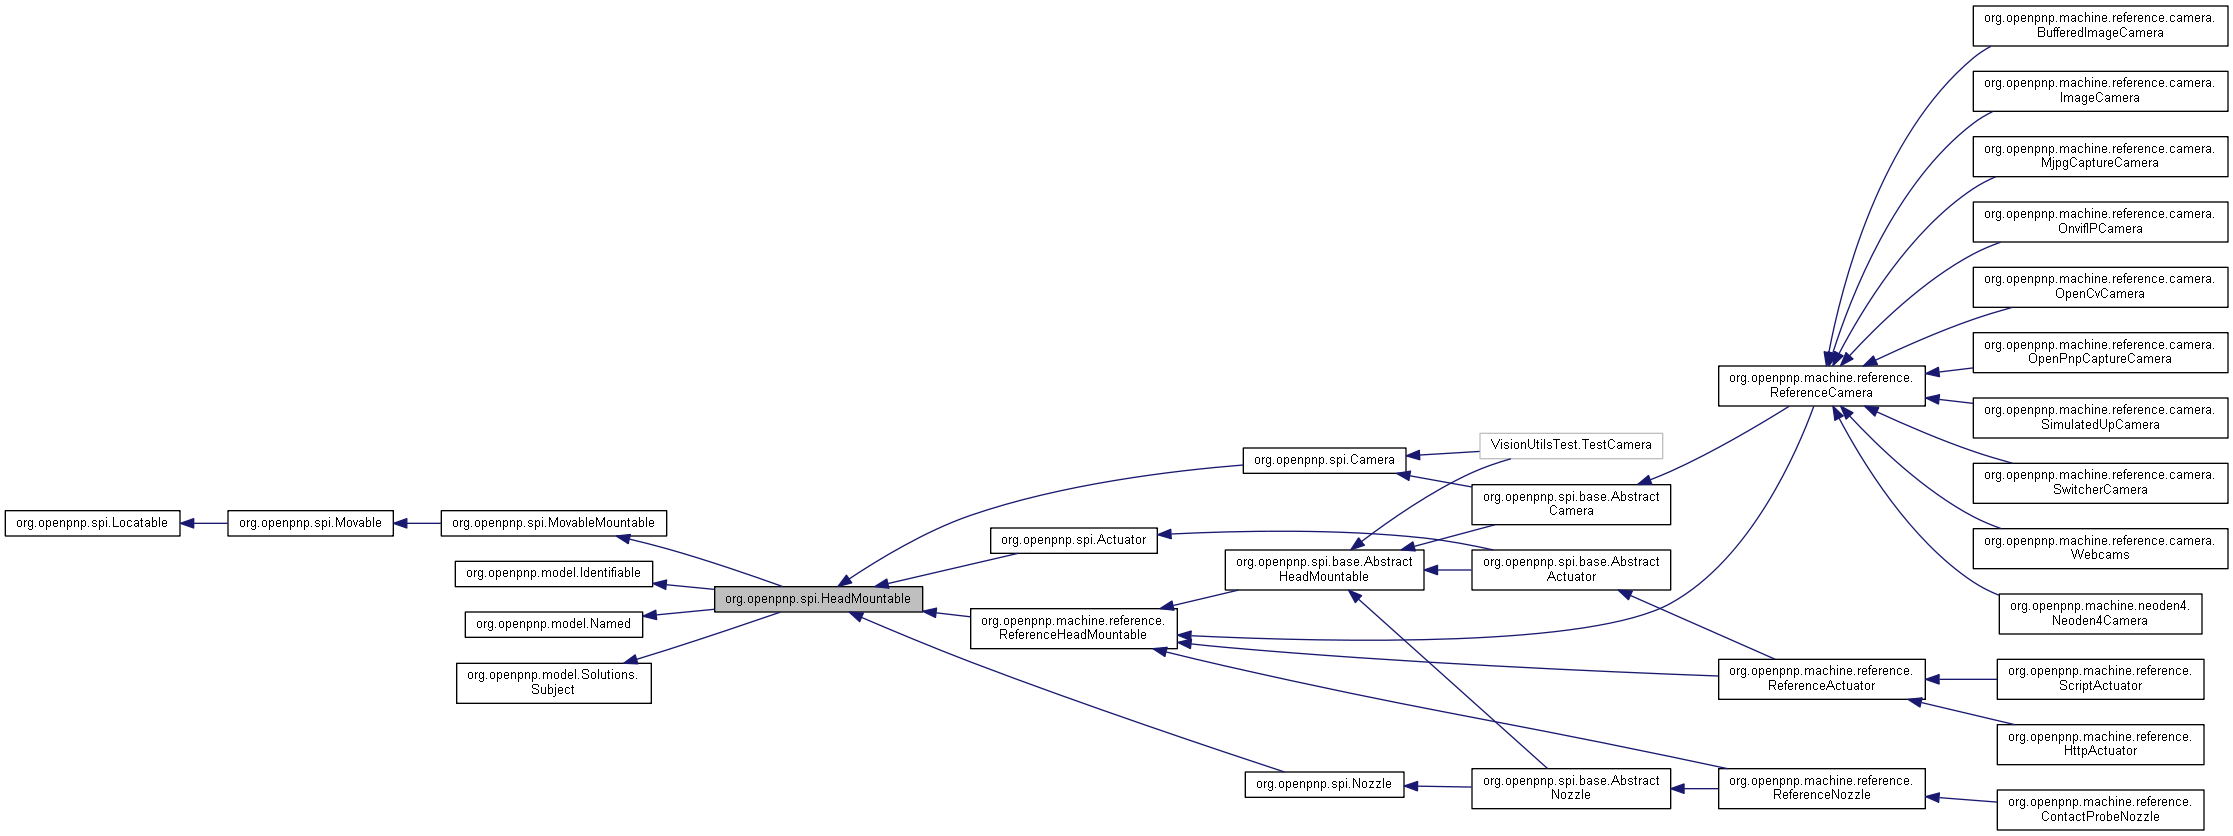 org.openpnp.spi.Locatable
org.openpnp.spi.Movable
org.openpnp.spi.MovableMountable
org.openpnp.model.Identifiable
org.openpnp.model.Named
org.openpnp.model.Solutions.
Subject
org.openpnp.spi.HeadMountable
org.openpnp.spi.Actuator
org.openpnp.machine.reference.
ReferenceHeadMountable
org.openpnp.spi.Camera
org.openpnp.spi.base.Abstract
HeadMountable
org.openpnp.spi.Nozzle
VisionUtilsTest.TestCamera
org.openpnp.spi.base.Abstract
Camera
org.openpnp.spi.base.Abstract
Actuator
org.openpnp.spi.base.Abstract
Nozzle
org.openpnp.machine.reference.
ReferenceCamera
org.openpnp.machine.reference.
ReferenceActuator
org.openpnp.machine.reference.
ReferenceNozzle
org.openpnp.machine.reference.camera.
BufferedImageCamera
org.openpnp.machine.reference.camera.
ImageCamera
org.openpnp.machine.reference.camera.
MjpgCaptureCamera
org.openpnp.machine.reference.camera.
OnvifIPCamera
org.openpnp.machine.reference.camera.
OpenCvCamera
org.openpnp.machine.reference.camera.
OpenPnpCaptureCamera
org.openpnp.machine.reference.camera.
SimulatedUpCamera
org.openpnp.machine.reference.camera.
SwitcherCamera
org.openpnp.machine.reference.camera.
Webcams
org.openpnp.machine.neoden4.
Neoden4Camera
org.openpnp.machine.reference.
ScriptActuator
org.openpnp.machine.reference.
HttpActuator
org.openpnp.machine.reference.
ContactProbeNozzle